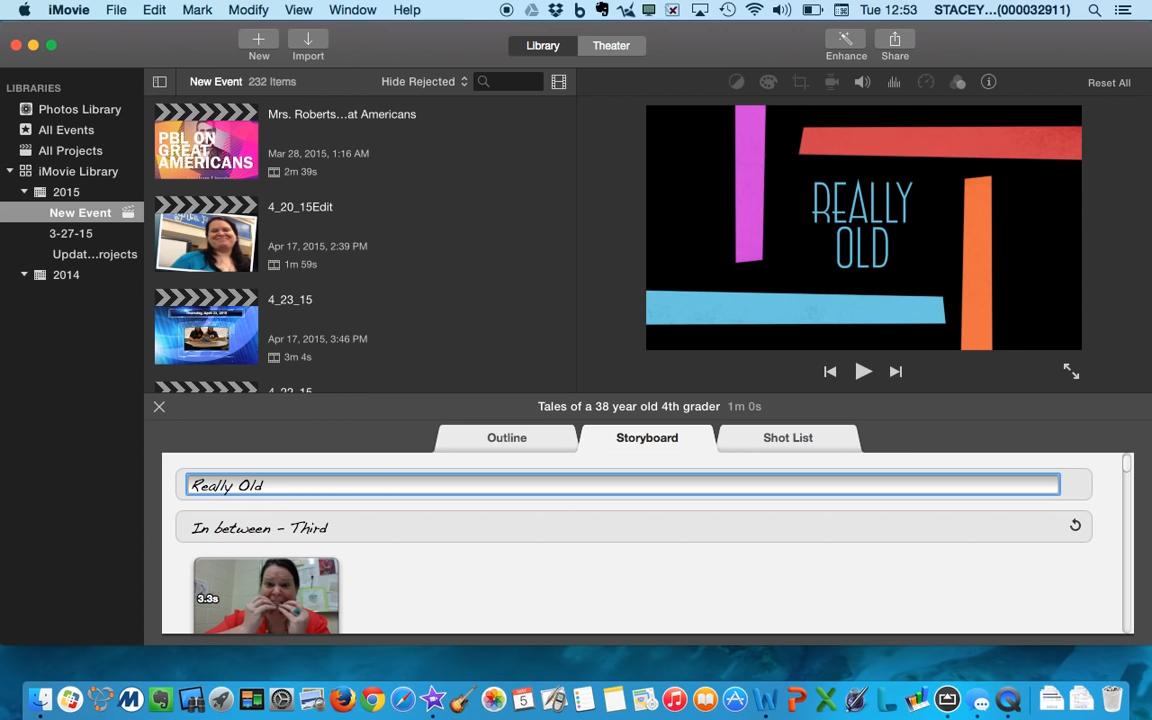 iMovie File Edit Mark Modify View Window Help Tue 12:53 STACEY...(000032911)
New Import Library Theater Enhance Share
LIBRARIES
Photos Library
All Events
All Projects
iMovie Library
2015
New Event
3-27-15
Updat...rojects
2014
New Event 232 Items Hide Rejected Reset All
PBL ON
GREAT
AMERICANS
Mrs. Roberts...at Americans
Mar 28, 2015, 1:16 AM
2m 39s
4_20_15Edit
Apr 17, 2015, 2:39 PM
1m 59s
4_23_15
Apr 17, 2015, 3:46 PM
3m 4s
4_22_15
REALLY
OLD
Tales of a 38 year old 4th grader 1m 0s
Outline Storyboard Shot List
Really Old
In between - Third
3.3s